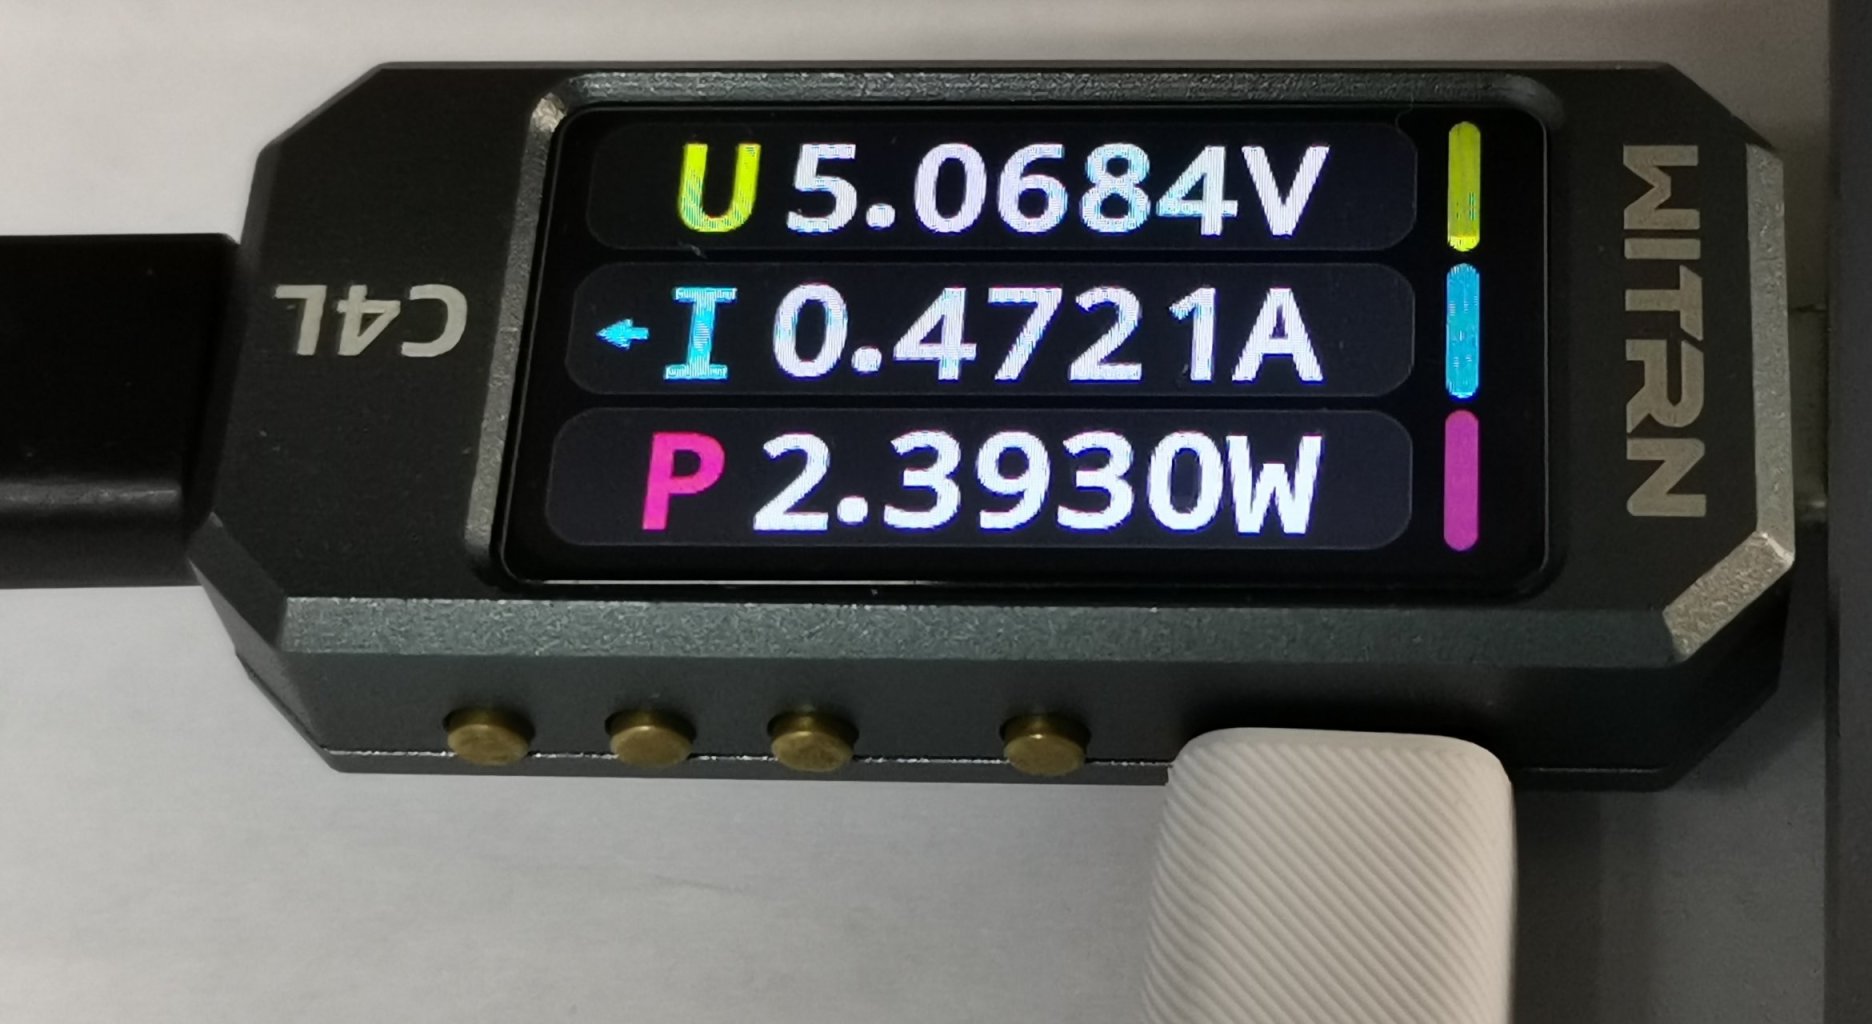 U 5.0684V
← I 0.4721A
P 2.3930W
C4L
WITRN